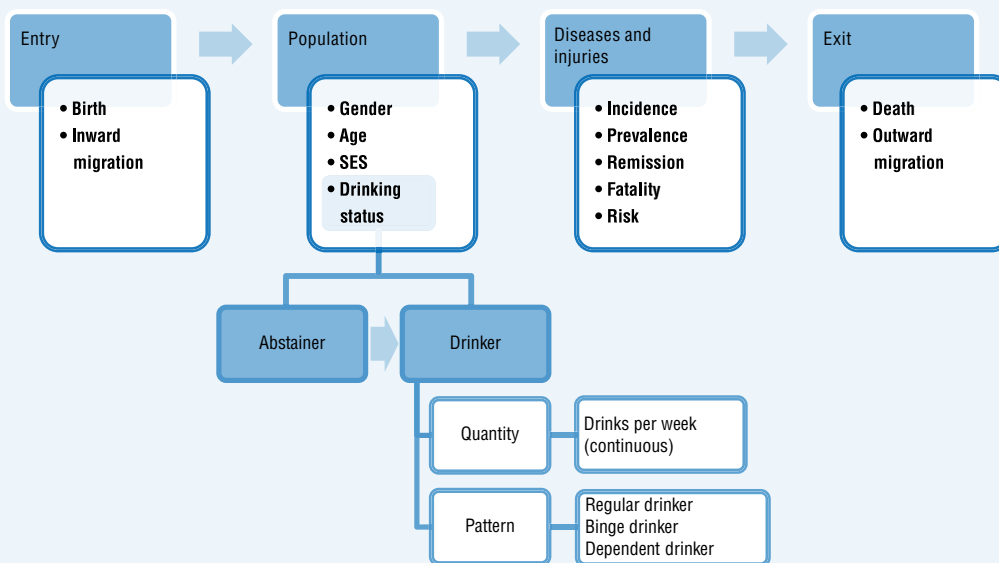 Entry
• Birth
• Inward
migration
Population
• Gender
• Age
• SES
• Drinking
status
Diseases and
injuries
• Incidence
• Prevalence
• Remission
• Fatality
• Risk
Exit
• Death
• Outward
migration
Abstainer
Drinker
Quantity
Drinks per week
(continuous)
Pattern
Regular drinker
Binge drinker
Dependent drinker